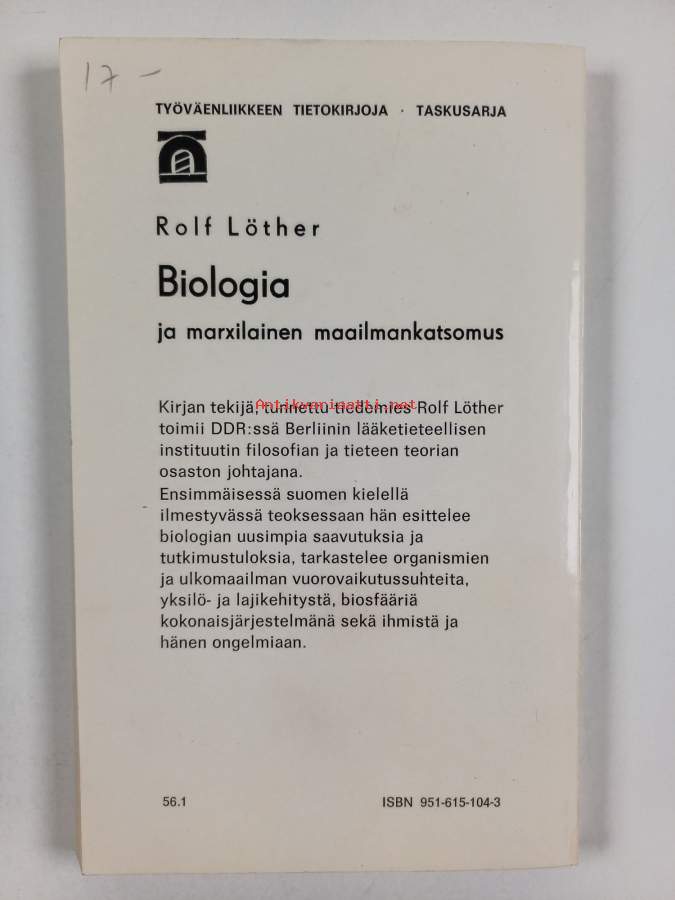 17 -
TYÖVÄENLIIKKEEN TIETOKIRJOJA · TASKUSARJA
Rolf Löther
Biologia
ja marxilainen maailmankatsomus
Antikvariaatti.net
Kirjan tekijä, tunnettu tiedemies Rolf Löther
toimii DDR:ssä Berliinin lääketieteellisen
instituutin filosofian ja tieteen teorian
osaston johtajana.
Ensimmäisessä suomen kielellä
ilmestyvässä teoksessaan hän esittelee
biologian uusimpia saavutuksia ja
tutkimustuloksia, tarkastelee organismien
ja ulkomaailman vuorovaikutussuhteita,
yksilö- ja lajikehitystä, biosfääriä
kokonaisjärjestelmänä sekä ihmistä ja
hänen ongelmiaan.
56.1
ISBN 951-615-104-3